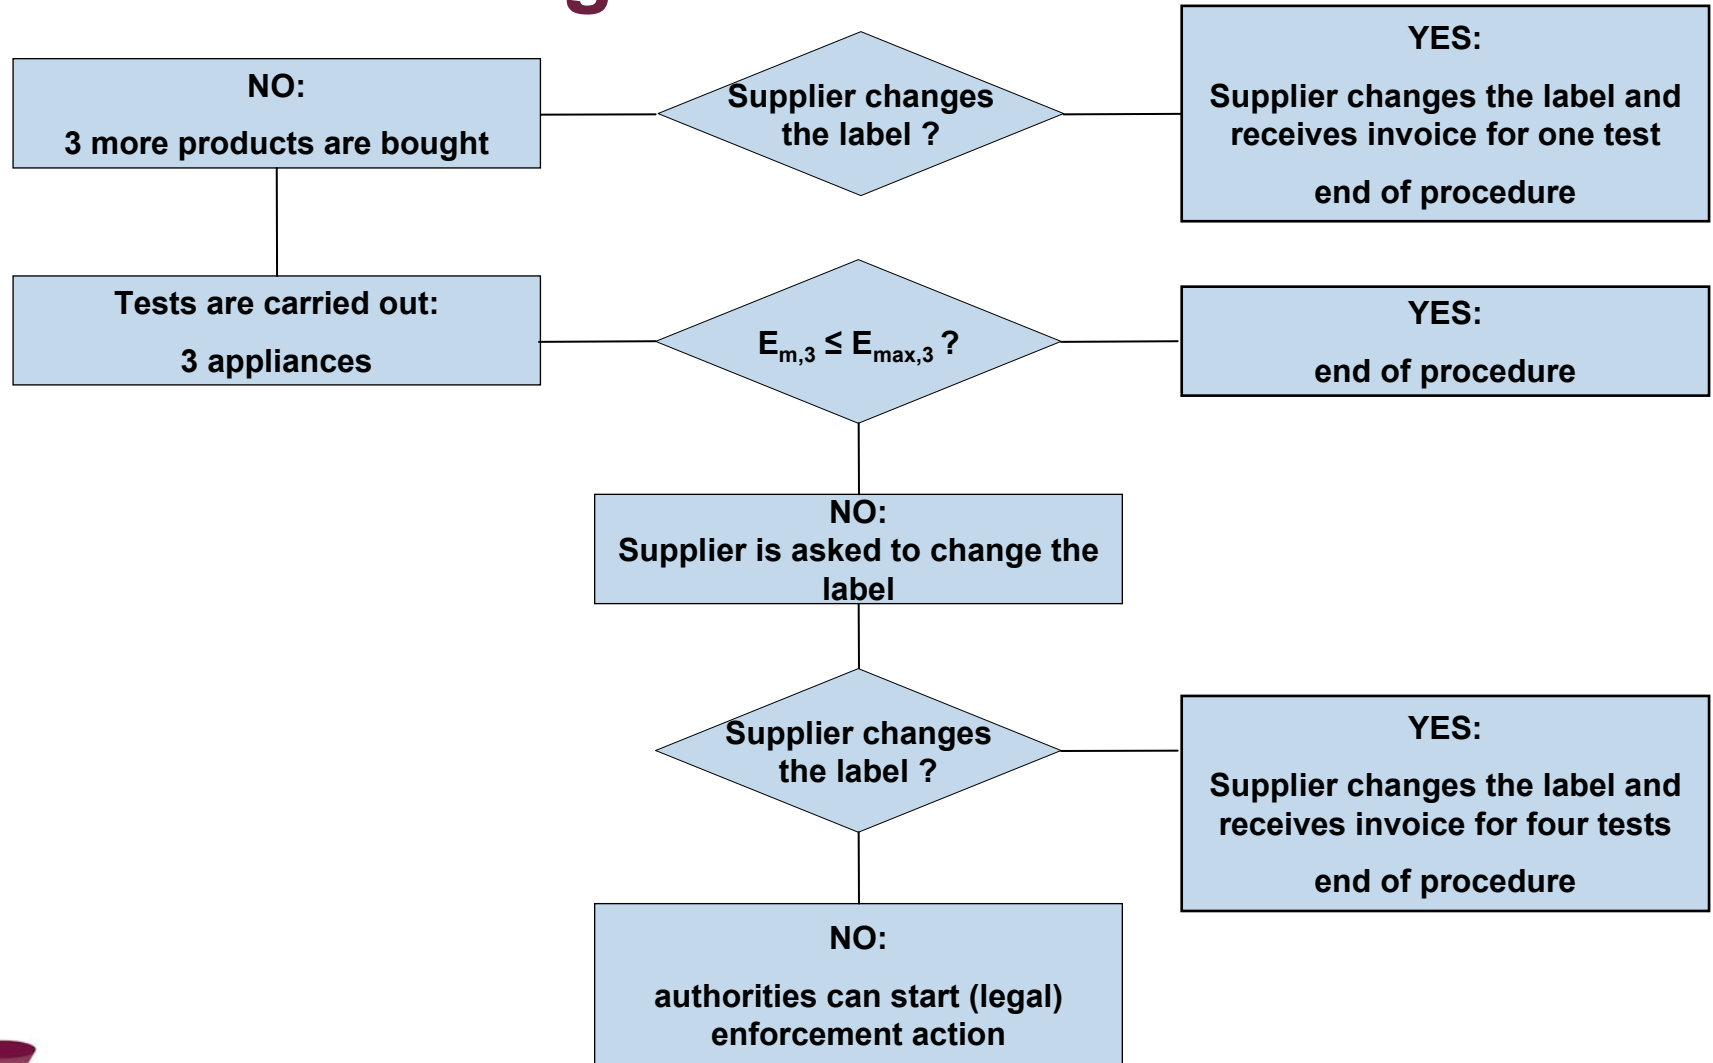 NO:
3 more products are bought
Supplier changes
the label ?
YES:
Supplier changes the label and
receives invoice for one test
end of procedure
Tests are carried out:
3 appliances
E_{m,3} ≤ E_{max,3} ?
YES:
end of procedure
NO:
Supplier is asked to change the
label
Supplier changes
the label ?
YES:
Supplier changes the label and
receives invoice for four tests
end of procedure
NO:
authorities can start (legal)
enforcement action